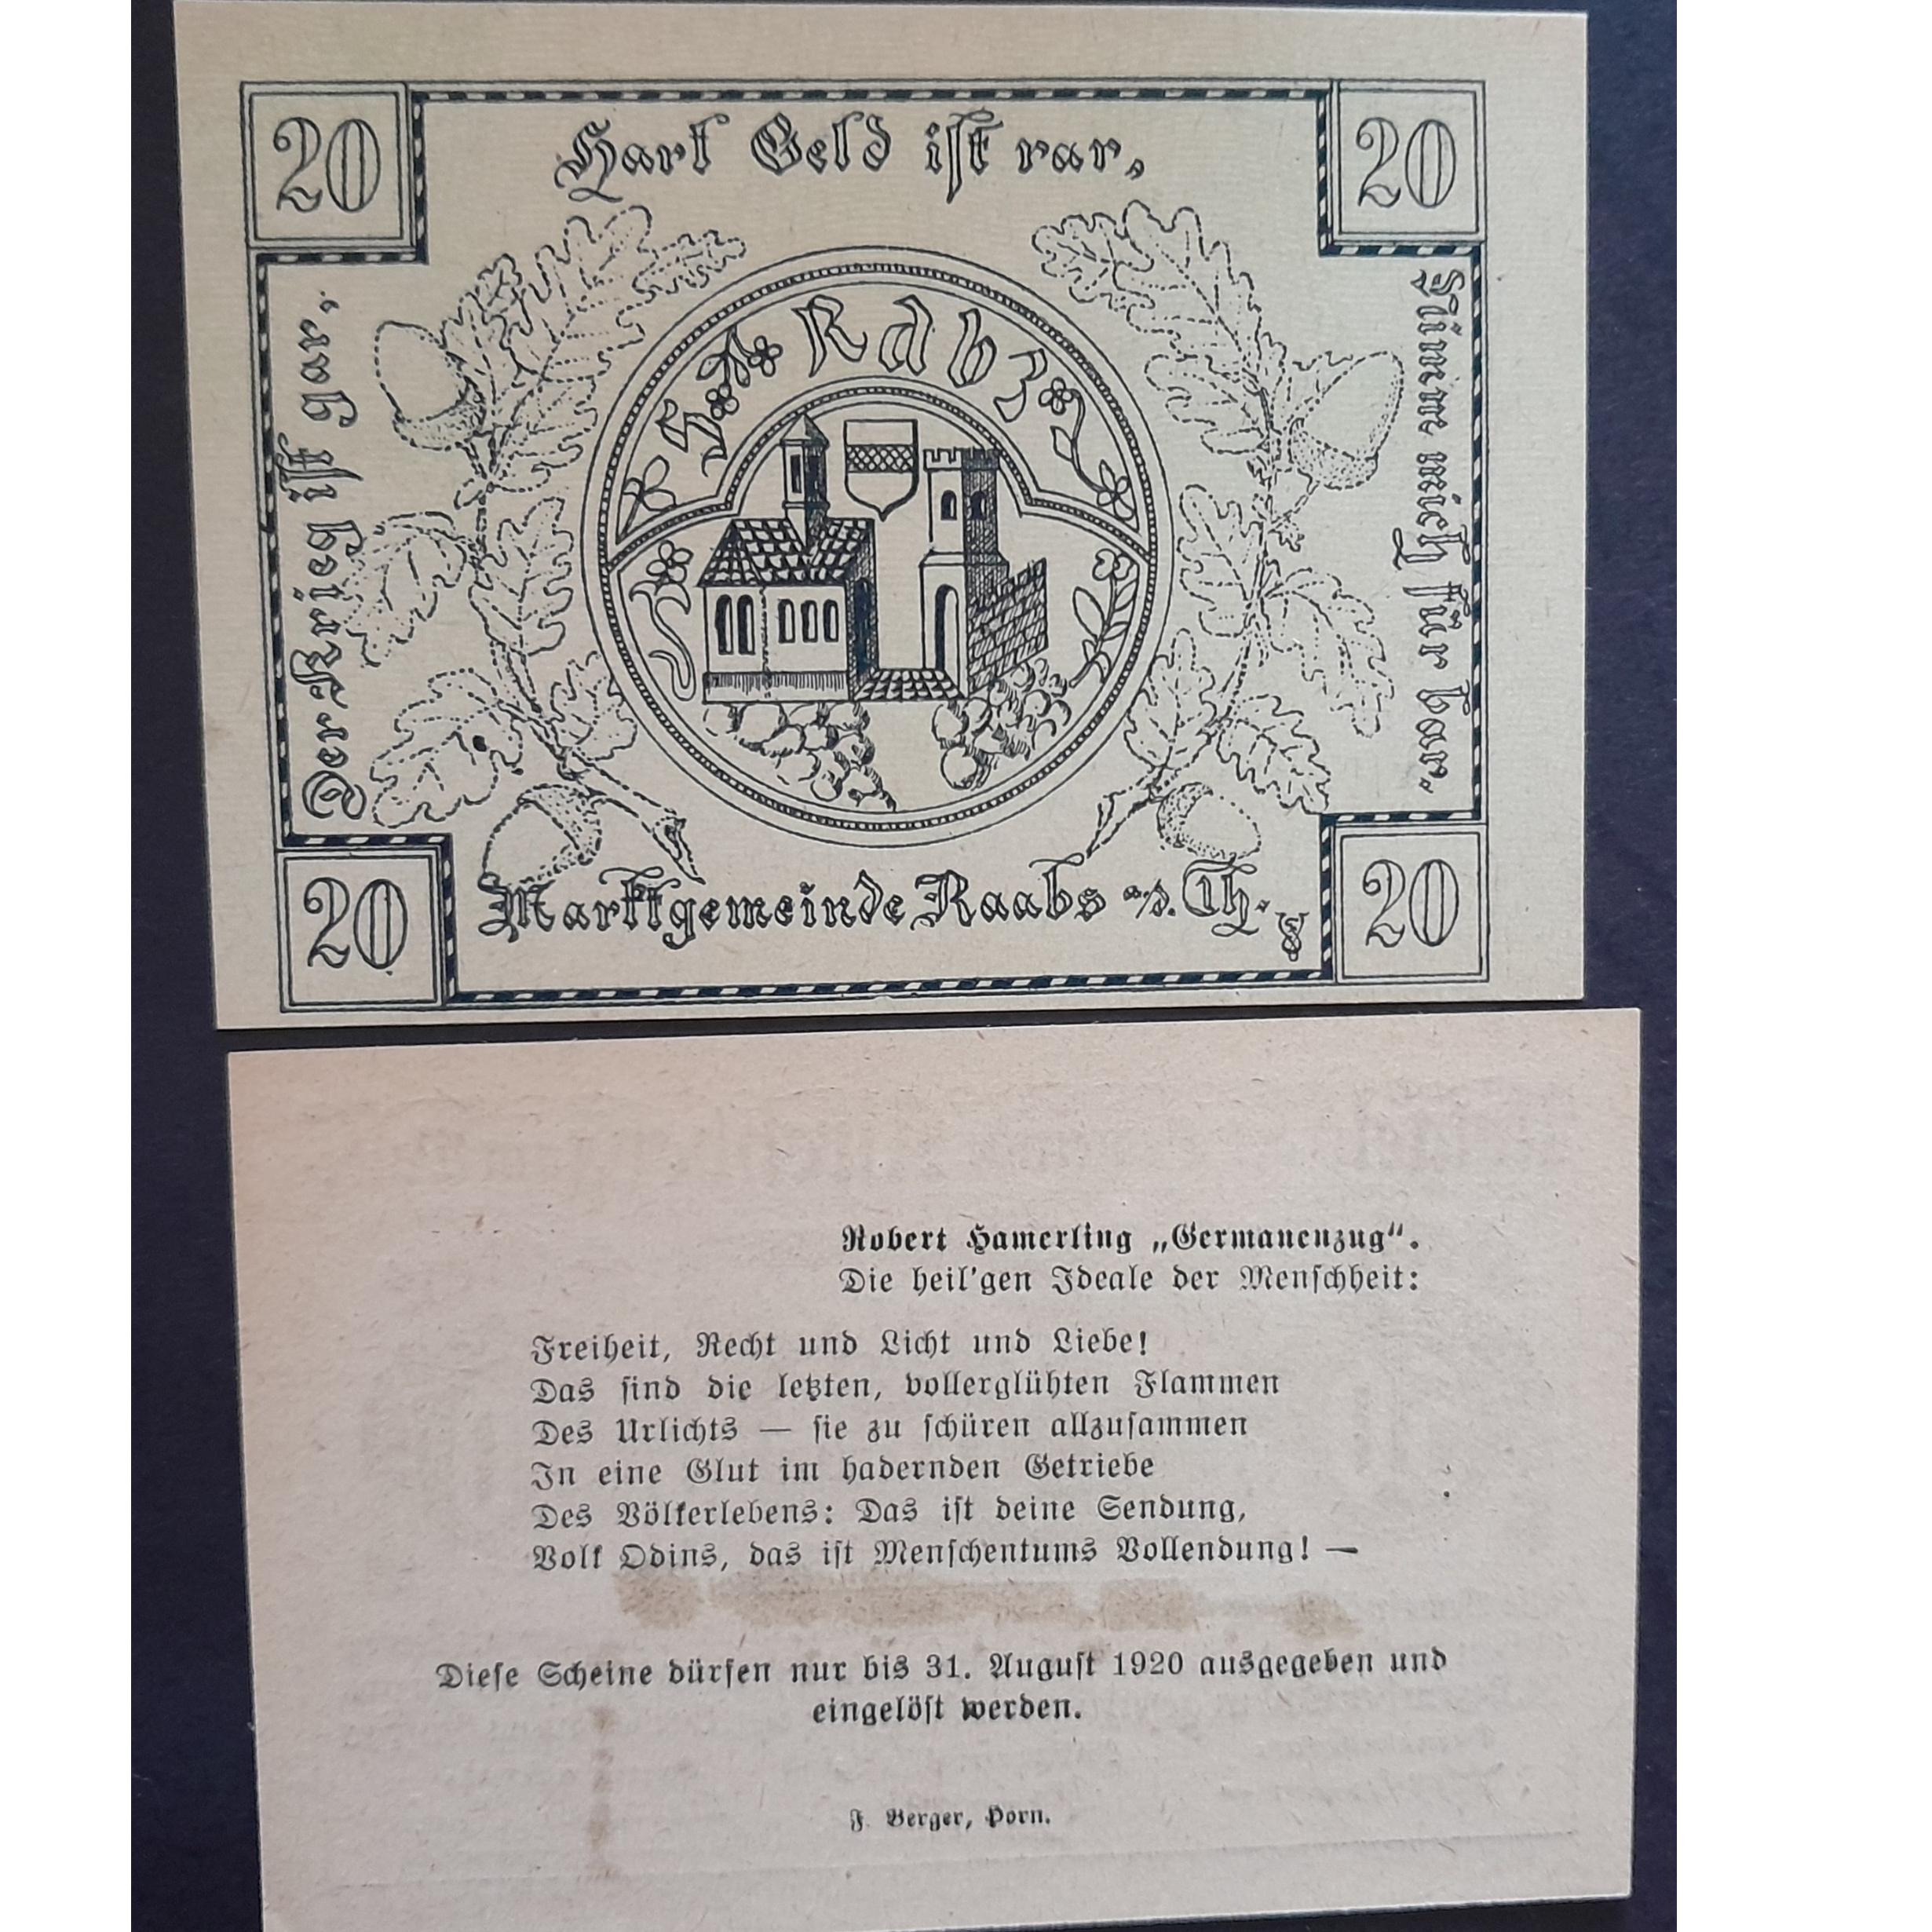 20
Hart Geld ist rar,
20
Der Krieg ist gar.
S. Rabz
Nimm mich für bar.
20
Marktgemeinde Raabs a/d. Th.
20
Robert Hamerling „Germanenzug“.
Die heil'gen Ideale der Menschheit:
Freiheit, Recht und Licht und Liebe!
Das sind die letzten, vollerglühten Flammen
Des Urlichts — sie zu schüren allzusammen
In eine Glut im hadernden Getriebe
Des Völkerlebens: Das ist deine Sendung,
Volk Odins, das ist Menschentums Vollendung! —
Diese Scheine dürfen nur bis 31. August 1920 ausgegeben und
eingelöst werden.
F. Berger, Horn.